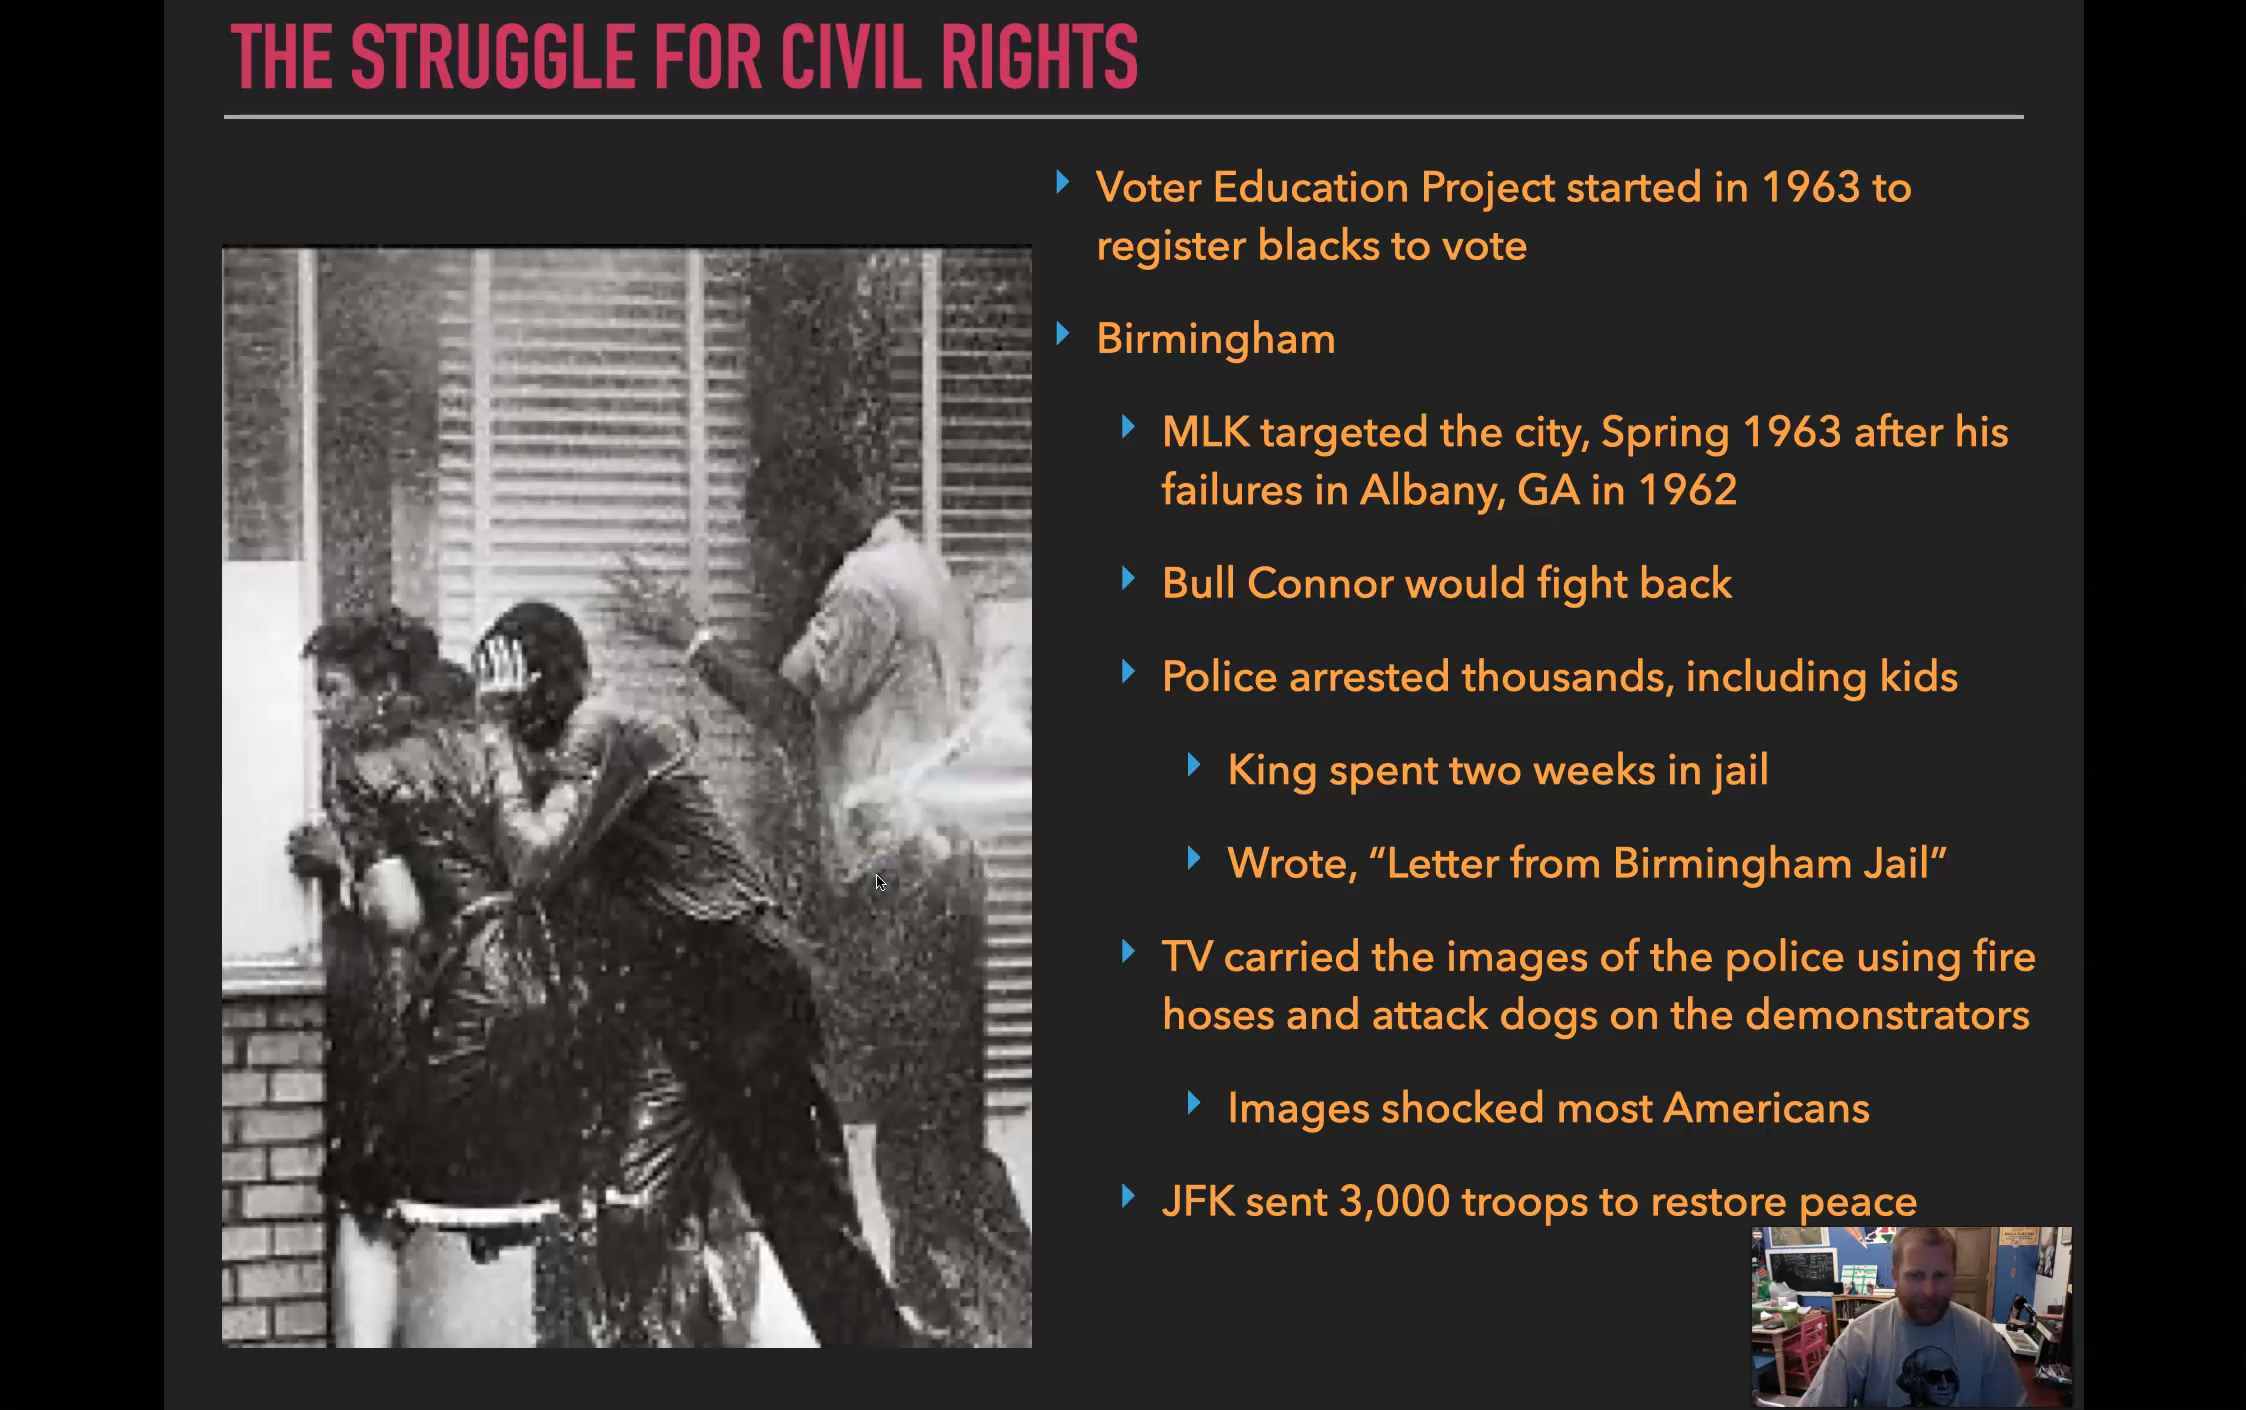 THE STRUGGLE FOR CIVIL RIGHTS
Voter Education Project started in 1963 to
register blacks to vote
Birmingham
MLK targeted the city, Spring 1963 after his
failures in Albany, GA in 1962
Bull Connor would fight back
Police arrested thousands, including kids
King spent two weeks in jail
Wrote, “Letter from Birmingham Jail”
TV carried the images of the police using fire
hoses and attack dogs on the demonstrators
Images shocked most Americans
JFK sent 3,000 troops to restore peace